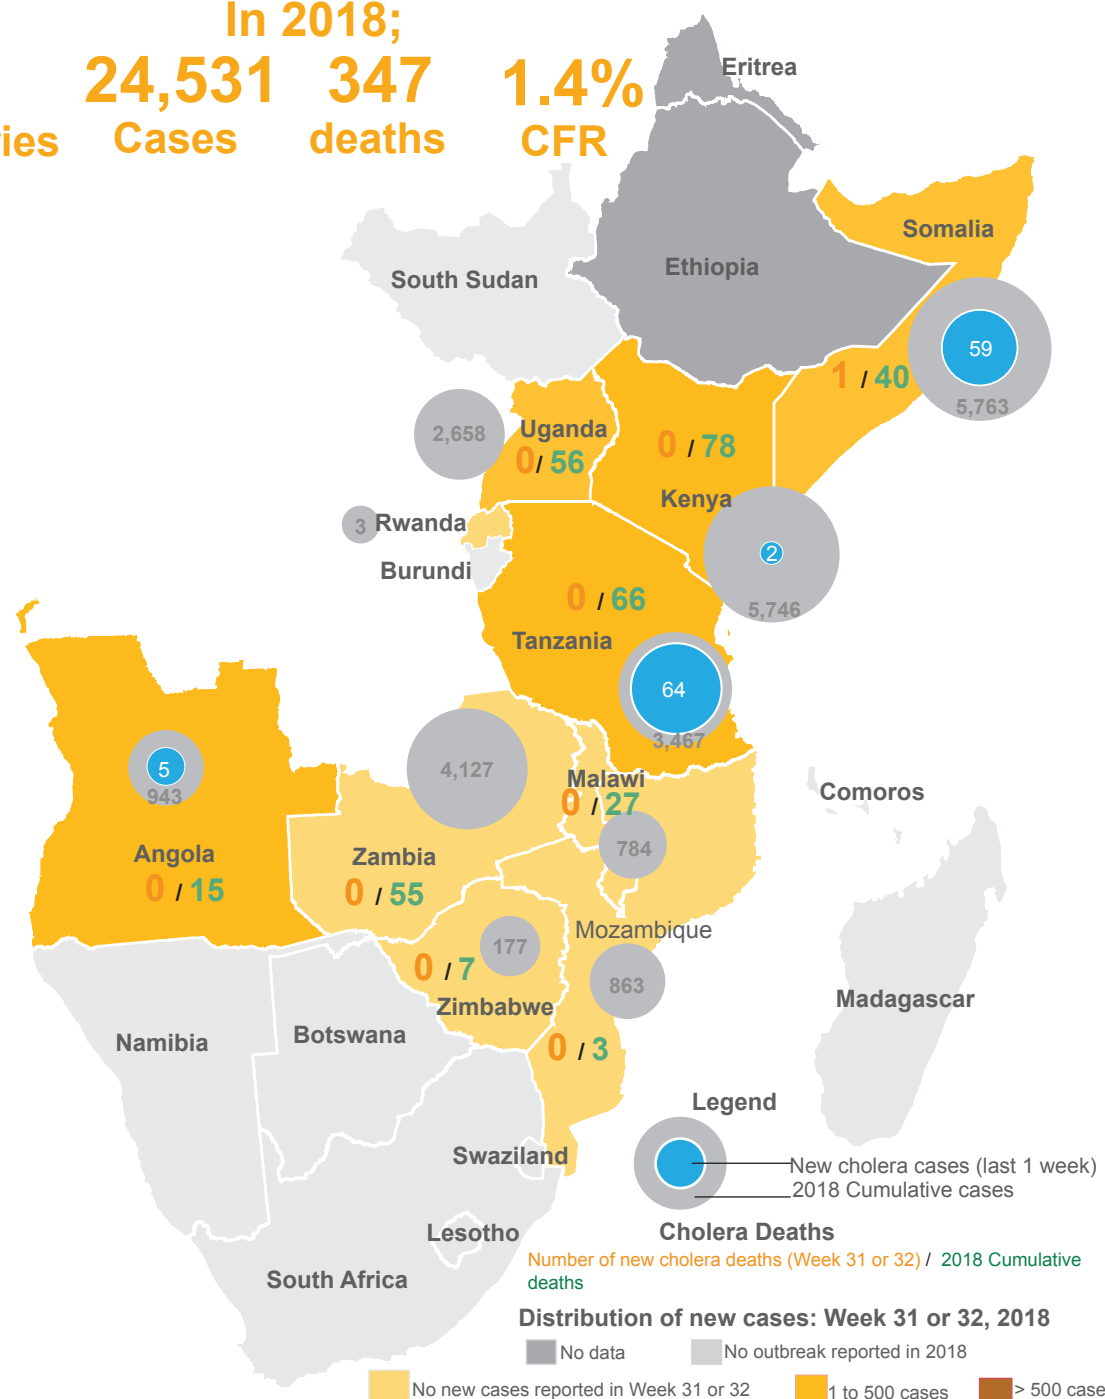 In 2018;
24,531 347 1.4%
ies Cases deaths CFR
Eritrea
Somalia
Ethiopia
South Sudan
59
1 / 40
5,763
Uganda
2,658
0 / 78
0/ 56
Kenya
3 Rwanda
2
Burundi
0 / 66
5,746
Tanzania
64
3,467
5
943
4,127
Malawi
0 / 27
Comoros
784
Angola
Zambia
0 / 15
0 / 55
Mozambique
177
0 / 7
863
Zimbabwe
Madagascar
Namibia
Botswana
0 / 3
Legend
Swaziland
New cholera cases (last 1 week)
2018 Cumulative cases
Lesotho
Cholera Deaths
Number of new cholera deaths (Week 31 or 32) / 2018 Cumulative
deaths
South Africa
Distribution of new cases: Week 31 or 32, 2018
No data No outbreak reported in 2018
No new cases reported in Week 31 or 32 1 to 500 cases > 500 case